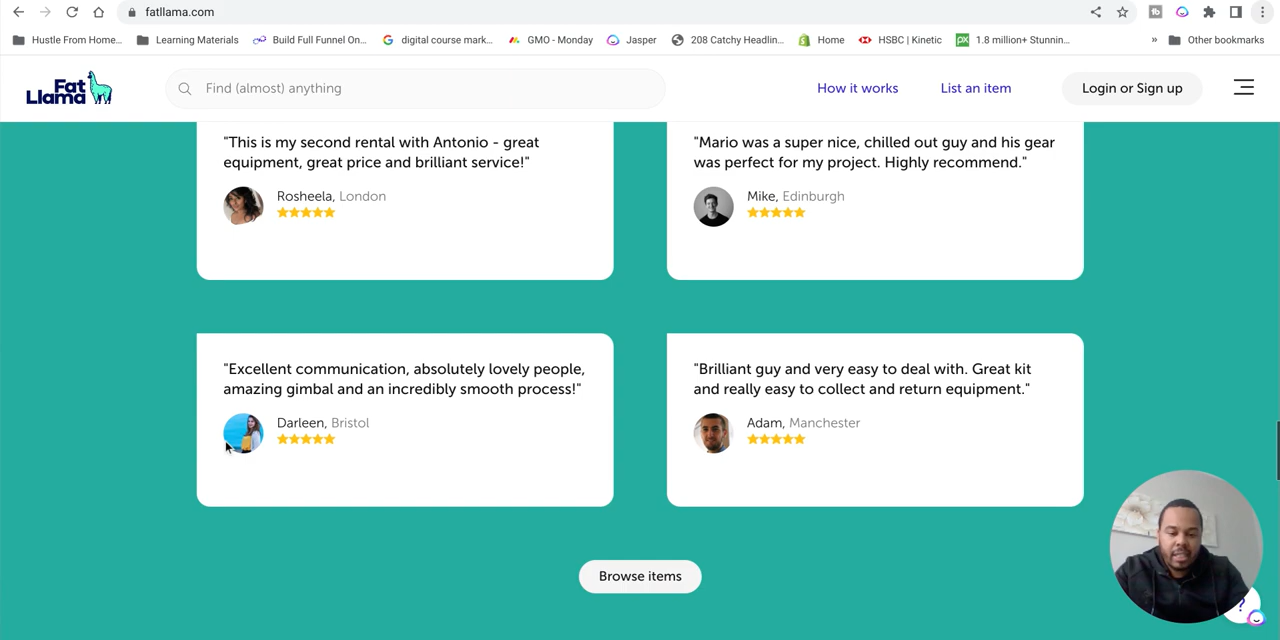 fatllama.com
Hustle From Home...
Learning Materials
Build Full Funnel On...
digital course mark...
GMO - Monday
Jasper
208 Catchy Headlin...
Home
HSBC | Kinetic
1.8 million+ Stunnin...
»
Other bookmarks
Fat
Llama
Find (almost) anything
How it works
List an item
Login or Sign up
"This is my second rental with Antonio - great
equipment, great price and brilliant service!"
Rosheela, London
"Mario was a super nice, chilled out guy and his gear
was perfect for my project. Highly recommend."
Mike, Edinburgh
"Excellent communication, absolutely lovely people,
amazing gimbal and an incredibly smooth process!"
Darleen, Bristol
"Brilliant guy and very easy to deal with. Great kit
and really easy to collect and return equipment."
Adam, Manchester
Browse items
?